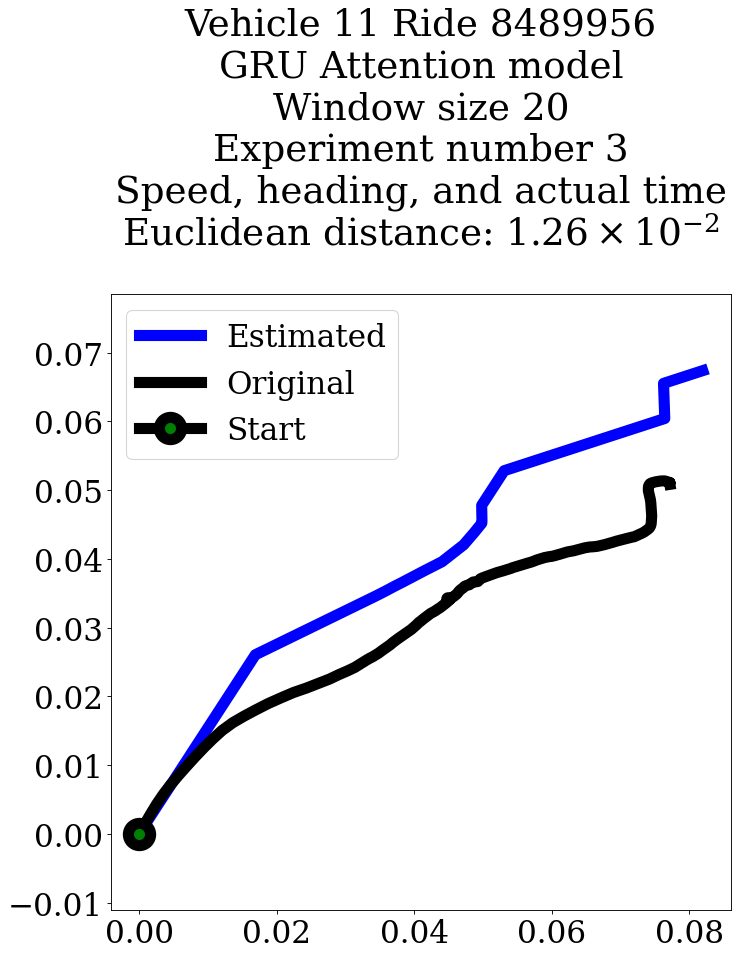 Vehicle 11 Ride 8489956
GRU Attention model
Window size 20
Experiment number 3
Speed, heading, and actual time
Euclidean distance: 1.26 × 10⁻²
Estimated
Original
Start
0.07
0.06
0.05
0.04
0.03
0.02
0.01
0.00
−0.01
0.00 0.02 0.04 0.06 0.08